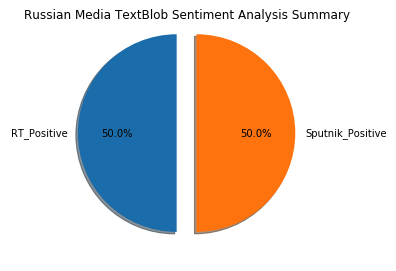 Russian Media TextBlob Sentiment Analysis Summary
RT_Positive
50.0%
50.0%
Sputnik_Positive